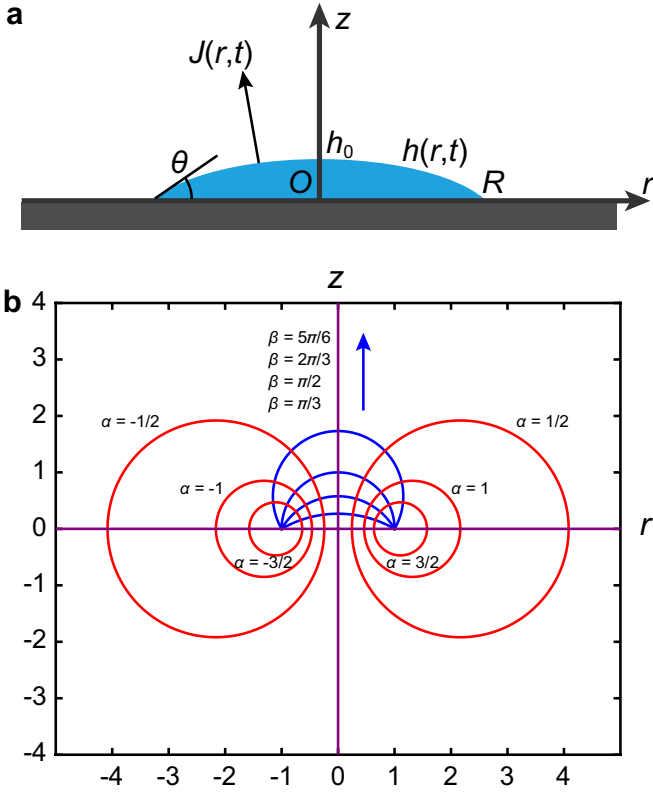 a
z
J(r,t)
h₀
h(r,t)
θ
O
R
r
b
z
4
3
2
1
0
-1
-2
-3
-4
β = 5π/6
β = 2π/3
β = π/2
β = π/3
α = -1/2
α = 1/2
α = -1
α = 1
α = -3/2
α = 3/2
r
-4 -3 -2 -1 0 1 2 3 4